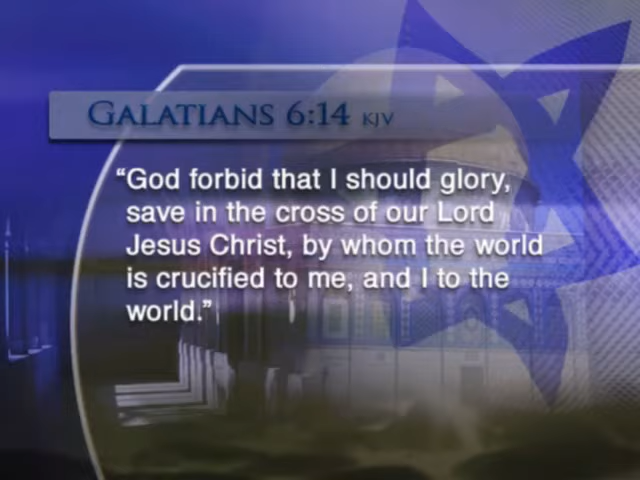 GALATIANS 6:14 KJV
“God forbid that I should glory,
save in the cross of our Lord
Jesus Christ, by whom the world
is crucified to me, and I to the
world.”